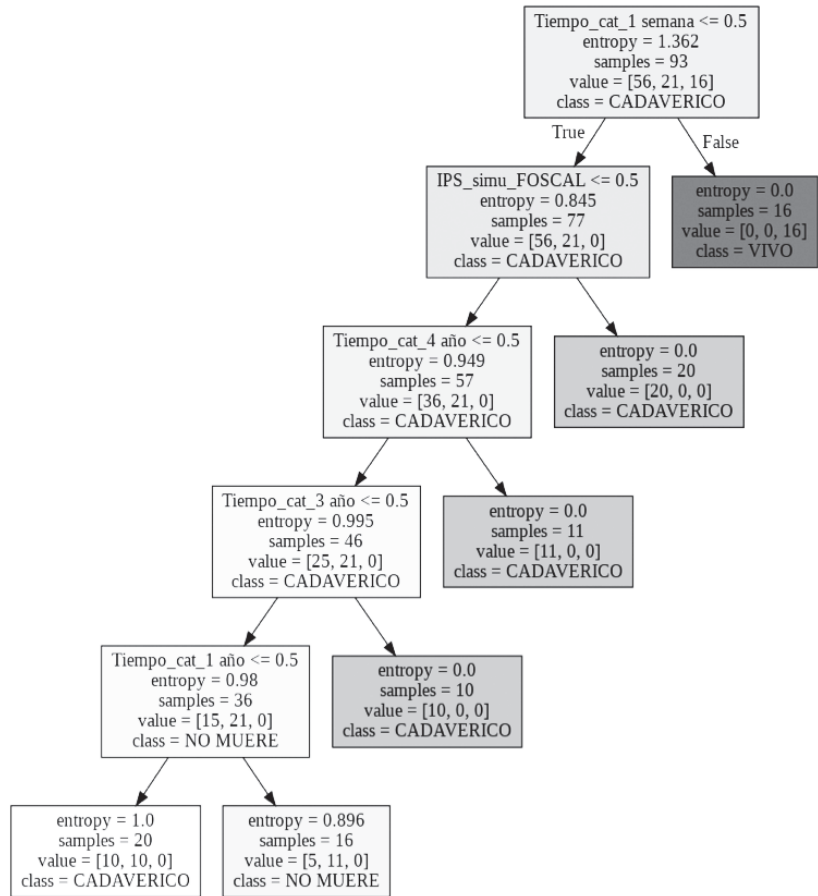 Tiempo_cat_1 semana <= 0.5
entropy = 1.362
samples = 93
value = [56, 21, 16]
class = CADAVERICO
True
False
IPS_simu_FOSCAL <= 0.5
entropy = 0.845
samples = 77
value = [56, 21, 0]
class = CADAVERICO
entropy = 0.0
samples = 16
value = [0, 0, 16]
class = VIVO
Tiempo_cat_4 año <= 0.5
entropy = 0.949
samples = 57
value = [36, 21, 0]
class = CADAVERICO
entropy = 0.0
samples = 20
value = [20, 0, 0]
class = CADAVERICO
Tiempo_cat_3 año <= 0.5
entropy = 0.995
samples = 46
value = [25, 21, 0]
class = CADAVERICO
entropy = 0.0
samples = 11
value = [11, 0, 0]
class = CADAVERICO
Tiempo_cat_1 año <= 0.5
entropy = 0.98
samples = 36
value = [15, 21, 0]
class = NO MUERE
entropy = 0.0
samples = 10
value = [10, 0, 0]
class = CADAVERICO
entropy = 1.0
samples = 20
value = [10, 10, 0]
class = CADAVERICO
entropy = 0.896
samples = 16
value = [5, 11, 0]
class = NO MUERE